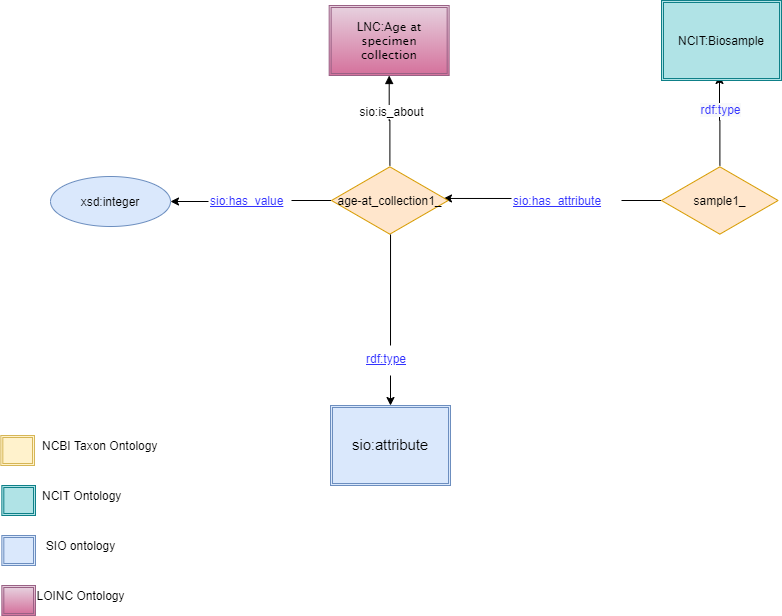 LNC:Age at
specimen
collection
NCIT:Biosample
sio:is_about
rdf:type
xsd:integer
sio:has_value
age-at_collection1_
sio:has_attribute
sample1_
rdf:type
sio:attribute
NCBI Taxon Ontology
NCIT Ontology
SIO ontology
LOINC Ontology